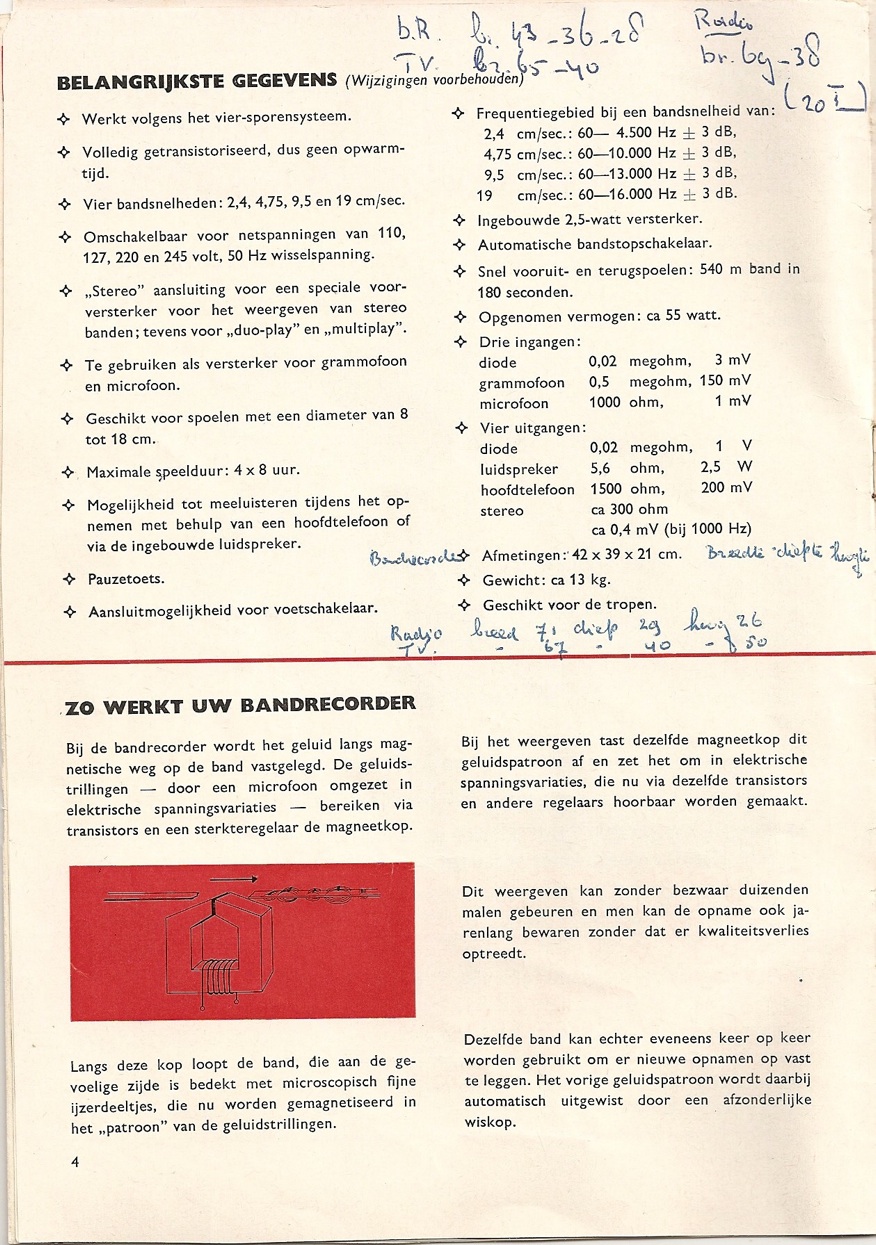 b.R. br. 43-36-28
T.V. br. 65-40
Radio
br. 69-38
BELANGRIJKSTE GEGEVENS (Wijzigingen voorbehouden)
✧ Werkt volgens het vier-sporensysteem.
✧ Volledig getransistoriseerd, dus geen opwarm-
tijd.
✧ Vier bandsnelheden: 2,4, 4,75, 9,5 en 19 cm/sec.
✧ Omschakelbaar voor netspanningen van 110,
127, 220 en 245 volt, 50 Hz wisselspanning.
✧ „Stereo” aansluiting voor een speciale voor-
versterker voor het weergeven van stereo
banden; tevens voor „duo-play” en „multiplay”.
✧ Te gebruiken als versterker voor grammofoon
en microfoon.
✧ Geschikt voor spoelen met een diameter van 8
tot 18 cm.
✧ Maximale speelduur: 4 x 8 uur.
✧ Mogelijkheid tot meeluisteren tijdens het op-
nemen met behulp van een hoofdtelefoon of
via de ingebouwde luidspreker.
✧ Pauzetoets.
✧ Aansluitmogelijkheid voor voetschakelaar.
✧ Frequentiegebied bij een bandsnelheid van:
2,4 cm/sec.: 60— 4.500 Hz ± 3 dB,
4,75 cm/sec.: 60—10.000 Hz ± 3 dB,
9,5 cm/sec.: 60—13.000 Hz ± 3 dB,
19 cm/sec.: 60—16.000 Hz ± 3 dB.
✧ Ingebouwde 2,5-watt versterker.
✧ Automatische bandstopschakelaar.
✧ Snel vooruit- en terugspoelen: 540 m band in
180 seconden.
✧ Opgenomen vermogen: ca 55 watt.
✧ Drie ingangen:
diode 0,02 megohm, 3 mV
grammofoon 0,5 megohm, 150 mV
microfoon 1000 ohm, 1 mV
✧ Vier uitgangen:
diode 0,02 megohm, 1 V
luidspreker 5,6 ohm, 2,5 W
hoofdtelefoon 1500 ohm, 200 mV
stereo ca 300 ohm
ca 0,4 mV (bij 1000 Hz)
Bandrecorder ✧ Afmetingen: 42 x 39 x 21 cm. Breedte diepte hoogte
✧ Gewicht: ca 13 kg.
✧ Geschikt voor de tropen.
Radio breed 71 diep 29 hoog 26
T.V. - 67 - 40 - 50
ZO WERKT UW BANDRECORDER
Bij de bandrecorder wordt het geluid langs mag-
netische weg op de band vastgelegd. De geluids-
trillingen — door een microfoon omgezet in
elektrische spanningsvariaties — bereiken via
transistors en een sterkteregelaar de magneetkop.
Langs deze kop loopt de band, die aan de ge-
voelige zijde is bedekt met microscopisch fijne
ijzerdeeltjes, die nu worden gemagnetiseerd in
het „patroon” van de geluidstrillingen.
Bij het weergeven tast dezelfde magneetkop dit
geluidspatroon af en zet het om in elektrische
spanningsvariaties, die nu via dezelfde transistors
en andere regelaars hoorbaar worden gemaakt.
Dit weergeven kan zonder bezwaar duizenden
malen gebeuren en men kan de opname ook ja-
renlang bewaren zonder dat er kwaliteitsverlies
optreedt.
Dezelfde band kan echter eveneens keer op keer
worden gebruikt om er nieuwe opnamen op vast
te leggen. Het vorige geluidspatroon wordt daarbij
automatisch uitgewist door een afzonderlijke
wiskop.
4